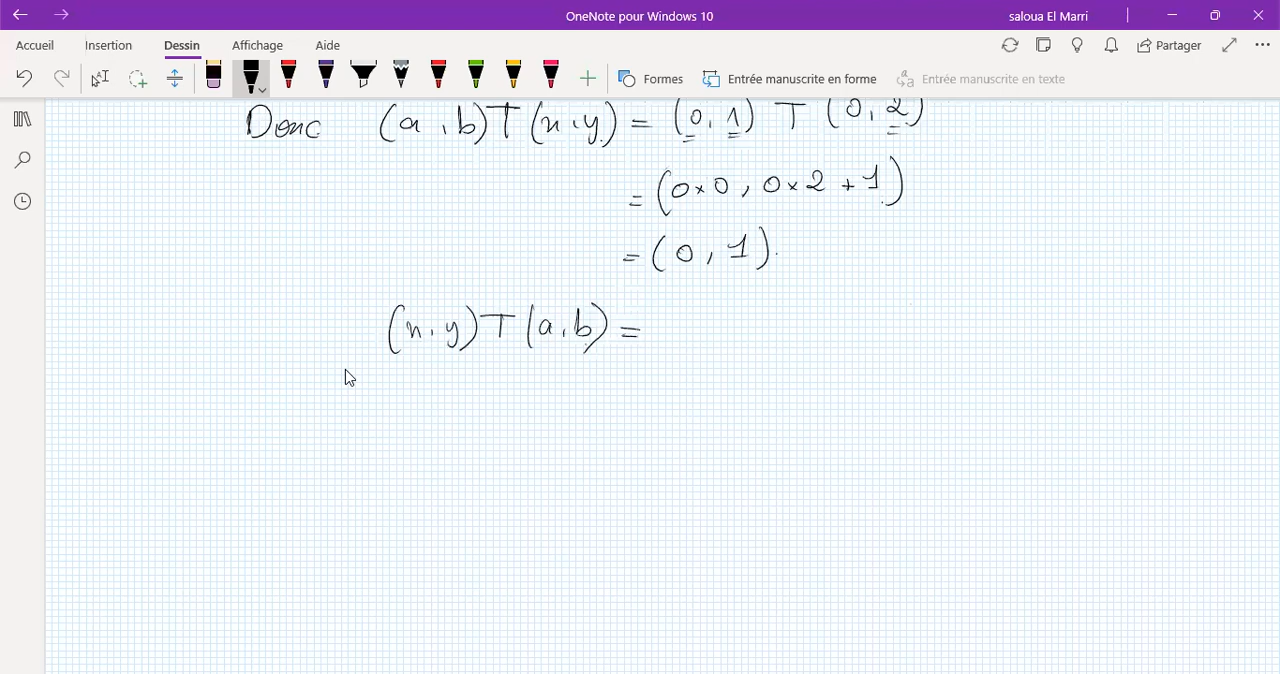 OneNote pour Windows 10
saloua El Marri
Accueil Insertion Dessin Affichage Aide
Partager
Formes Entrée manuscrite en forme Entrée manuscrite en texte
Donc (a,b)T(x,y) = (0,1) T (0,2)
= (0×0, 0×2+1)
= (0,1).
(x,y)T(a,b) =